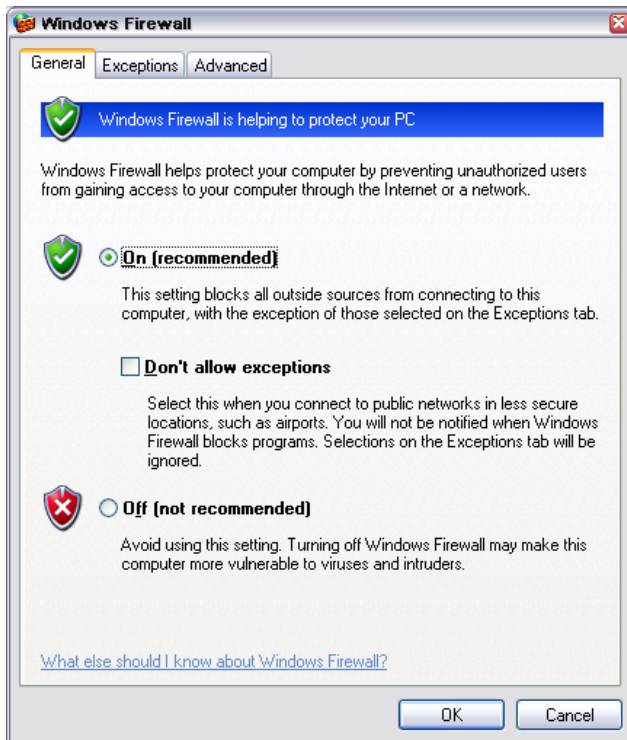 Windows Firewall
General
Exceptions
Advanced
Windows Firewall is helping to protect your PC
Windows Firewall helps protect your computer by preventing unauthorized users
from gaining access to your computer through the Internet or a network.
On (recommended)
This setting blocks all outside sources from connecting to this
computer, with the exception of those selected on the Exceptions tab.
Don't allow exceptions
Select this when you connect to public networks in less secure
locations, such as airports. You will not be notified when Windows
Firewall blocks programs. Selections on the Exceptions tab will be
ignored.
Off (not recommended)
Avoid using this setting. Turning off Windows Firewall may make this
computer more vulnerable to viruses and intruders.
What else should I know about Windows Firewall?
OK
Cancel